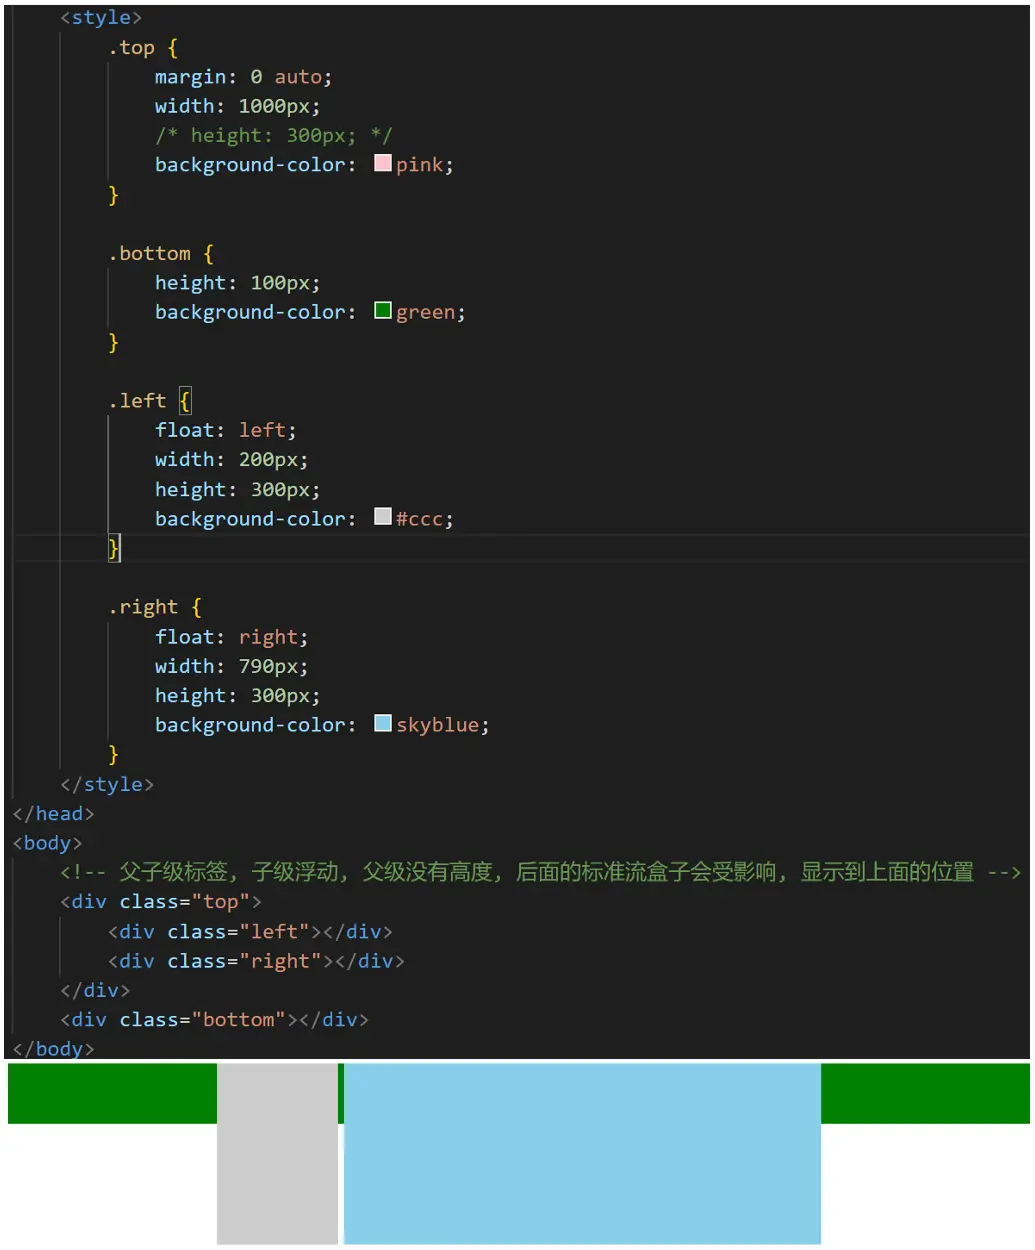 <style>
.top {
margin: 0 auto;
width: 1000px;
/* height: 300px; */
background-color: pink;
}
.bottom {
height: 100px;
background-color: green;
}
.left {
float: left;
width: 200px;
height: 300px;
background-color: #ccc;
}
.right {
float: right;
width: 790px;
height: 300px;
background-color: skyblue;
}
</style>
</head>
<body>
<!-- 父子级标签, 子级浮动, 父级没有高度, 后面的标准流盒子会受影响, 显示到上面的位置 -->
<div class="top">
<div class="left"></div>
<div class="right"></div>
</div>
<div class="bottom"></div>
</body>